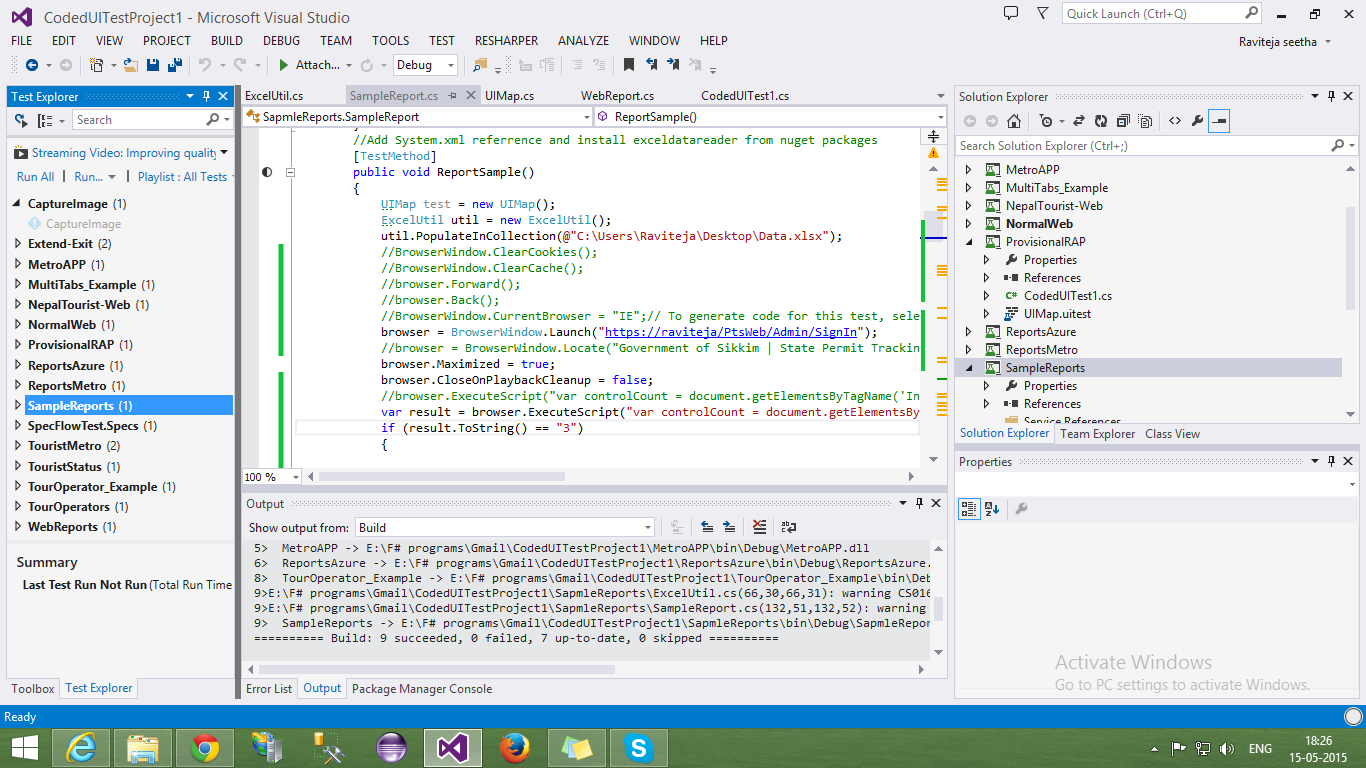 CodedUITestProject1 - Microsoft Visual Studio
Quick Launch (Ctrl+Q)
FILE EDIT VIEW PROJECT BUILD DEBUG TEAM TOOLS TEST RESHARPER ANALYZE WINDOW HELP
Raviteja seetha
Attach... Debug
Test Explorer
Search
Streaming Video: Improving quality
Run All | Run... | Playlist : All Tests
CaptureImage (1)
CaptureImage
Extend-Exit (2)
MetroAPP (1)
MultiTabs_Example (1)
NepalTourist-Web (1)
NormalWeb (1)
ProvisionalRAP (1)
ReportsAzure (1)
ReportsMetro (1)
SampleReports (1)
SpecFlowTest.Specs (1)
TouristMetro (2)
TouristStatus (1)
TourOperator_Example (1)
TourOperators (1)
WebReports (1)
Summary
Last Test Run Not Run (Total Run Time
Toolbox Test Explorer
ExcelUtil.cs SampleReport.cs UIMap.cs WebReport.cs CodedUITest1.cs
SapmleReports.SampleReport ReportSample()
}
//Add System.xml referrence and install exceldatareader from nuget packages
[TestMethod]
public void ReportSample()
{
UIMap test = new UIMap();
ExcelUtil util = new ExcelUtil();
util.PopulateInCollection(@"C:\Users\Raviteja\Desktop\Data.xlsx");
//BrowserWindow.ClearCookies();
//BrowserWindow.ClearCache();
//browser.Forward();
//browser.Back();
//BrowserWindow.CurrentBrowser = "IE";// To generate code for this test, sele
browser = BrowserWindow.Launch("https://raviteja/PtsWeb/Admin/SignIn");
//browser = BrowserWindow.Locate("Government of Sikkim | State Permit Trackin
browser.Maximized = true;
browser.CloseOnPlaybackCleanup = false;
//browser.ExecuteScript("var controlCount = document.getElementsByTagName('In
var result = browser.ExecuteScript("var controlCount = document.getElementsBy
if (result.ToString() == "3")
{
100 %
Output
Show output from: Build
5> MetroAPP -> E:\F# programs\Gmail\CodedUITestProject1\MetroAPP\bin\Debug\MetroAPP.dll
6> ReportsAzure -> E:\F# programs\Gmail\CodedUITestProject1\ReportsAzure\bin\Debug\ReportsAzure.
8> TourOperator_Example -> E:\F# programs\Gmail\CodedUITestProject1\TourOperator_Example\bin\Deb
9>E:\F# programs\Gmail\CodedUITestProject1\SapmleReports\ExcelUtil.cs(66,30,66,31): warning CS016
9>E:\F# programs\Gmail\CodedUITestProject1\SapmleReports\SampleReport.cs(132,51,132,52): warning
9> SampleReports -> E:\F# programs\Gmail\CodedUITestProject1\SapmleReports\bin\Debug\SapmleRepor
========== Build: 9 succeeded, 0 failed, 7 up-to-date, 0 skipped ==========
Error List Output Package Manager Console
Solution Explorer
Search Solution Explorer (Ctrl+;)
MetroAPP
MultiTabs_Example
NepalTourist-Web
NormalWeb
ProvisionalRAP
Properties
References
CodedUITest1.cs
UIMap.uitest
ReportsAzure
ReportsMetro
SampleReports
Properties
References
Service References
Solution Explorer Team Explorer Class View
Properties
Activate Windows
Go to PC settings to activate Windows.
Ready
ENG
18:26
15-05-2015